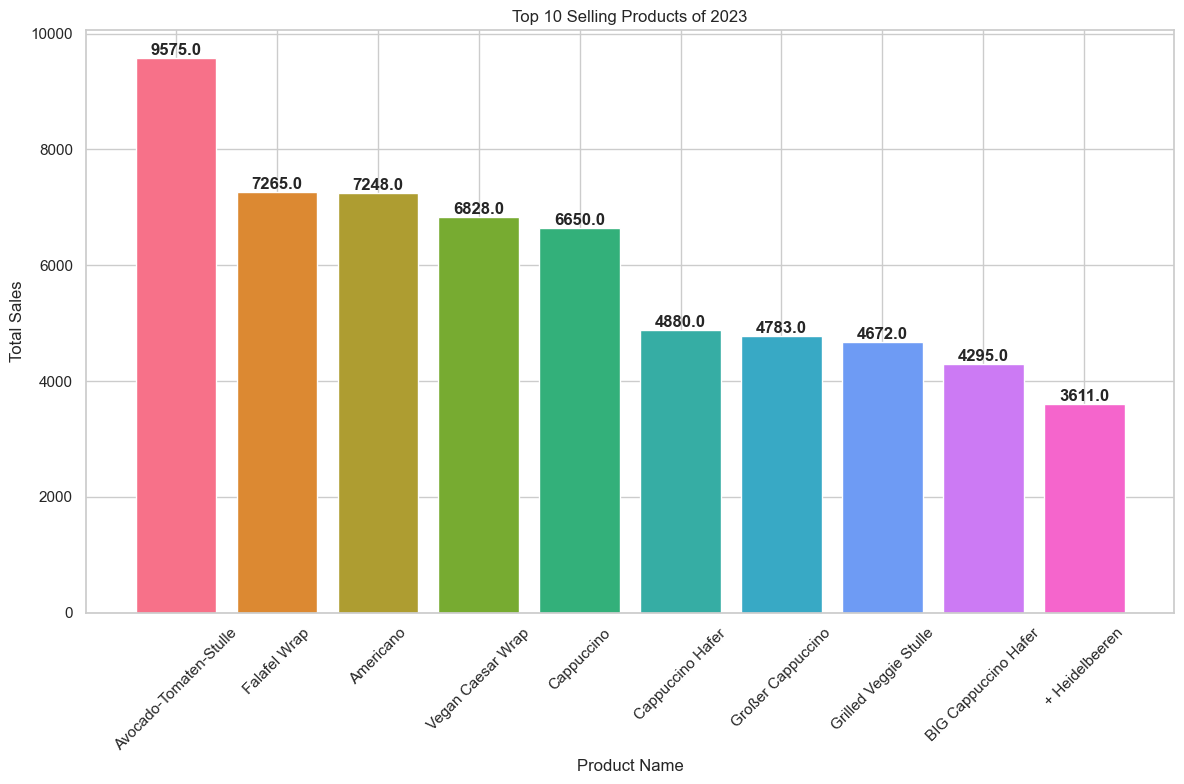 Top 10 Selling Products of 2023
10000
8000
6000
4000
2000
0
Total Sales
9575.0
7265.0
7248.0
6828.0
6650.0
4880.0
4783.0
4672.0
4295.0
3611.0
Avocado-Tomaten-Stulle
Falafel Wrap
Americano
Vegan Caesar Wrap
Cappuccino
Cappuccino Hafer
Großer Cappuccino
Grilled Veggie Stulle
BIG Cappuccino Hafer
+ Heidelbeeren
Product Name